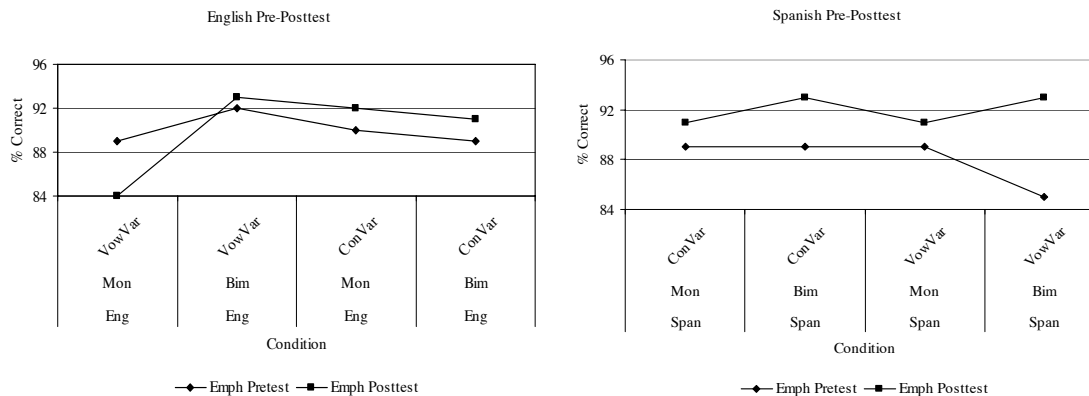 English Pre-Posttest
% Correct
96
92
88
84
VowVar VowVar ConVar ConVar
Mon Bim Mon Bim
Eng Eng Eng Eng
Condition
Emph Pretest Emph Posttest
Spanish Pre-Posttest
% Correct
96
92
88
84
ConVar ConVar VowVar VowVar
Mon Bim Mon Bim
Span Span Span Span
Condition
Emph Pretest Emph Posttest